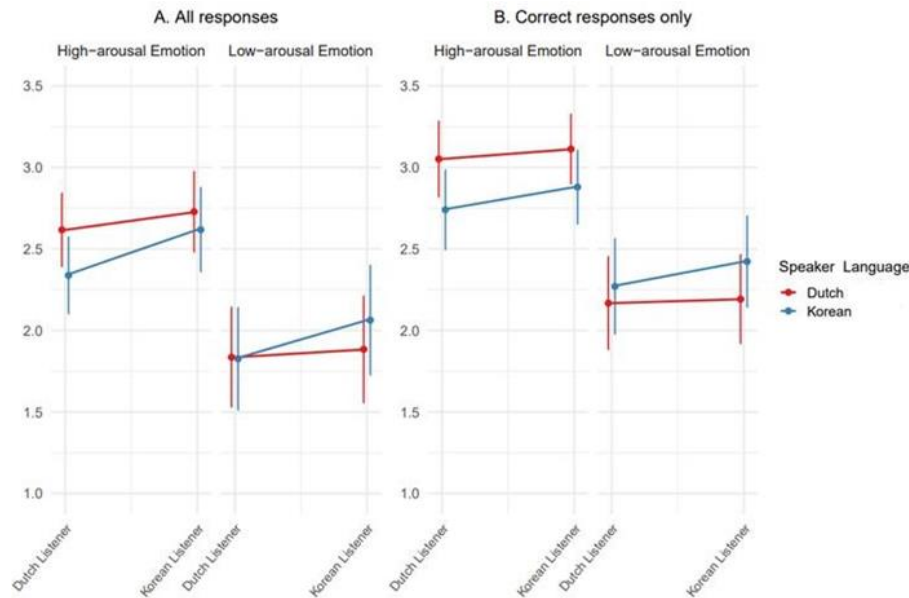 A. All responses
B. Correct responses only
High-arousal Emotion
Low-arousal Emotion
High-arousal Emotion
Low-arousal Emotion
3.5
3.0
2.5
2.0
1.5
1.0
3.5
3.0
2.5
2.0
1.5
1.0
Dutch Listener
Korean Listener
Dutch Listener
Korean Listener
Dutch Listener
Korean Listener
Dutch Listener
Korean Listener
Speaker Language
Dutch
Korean